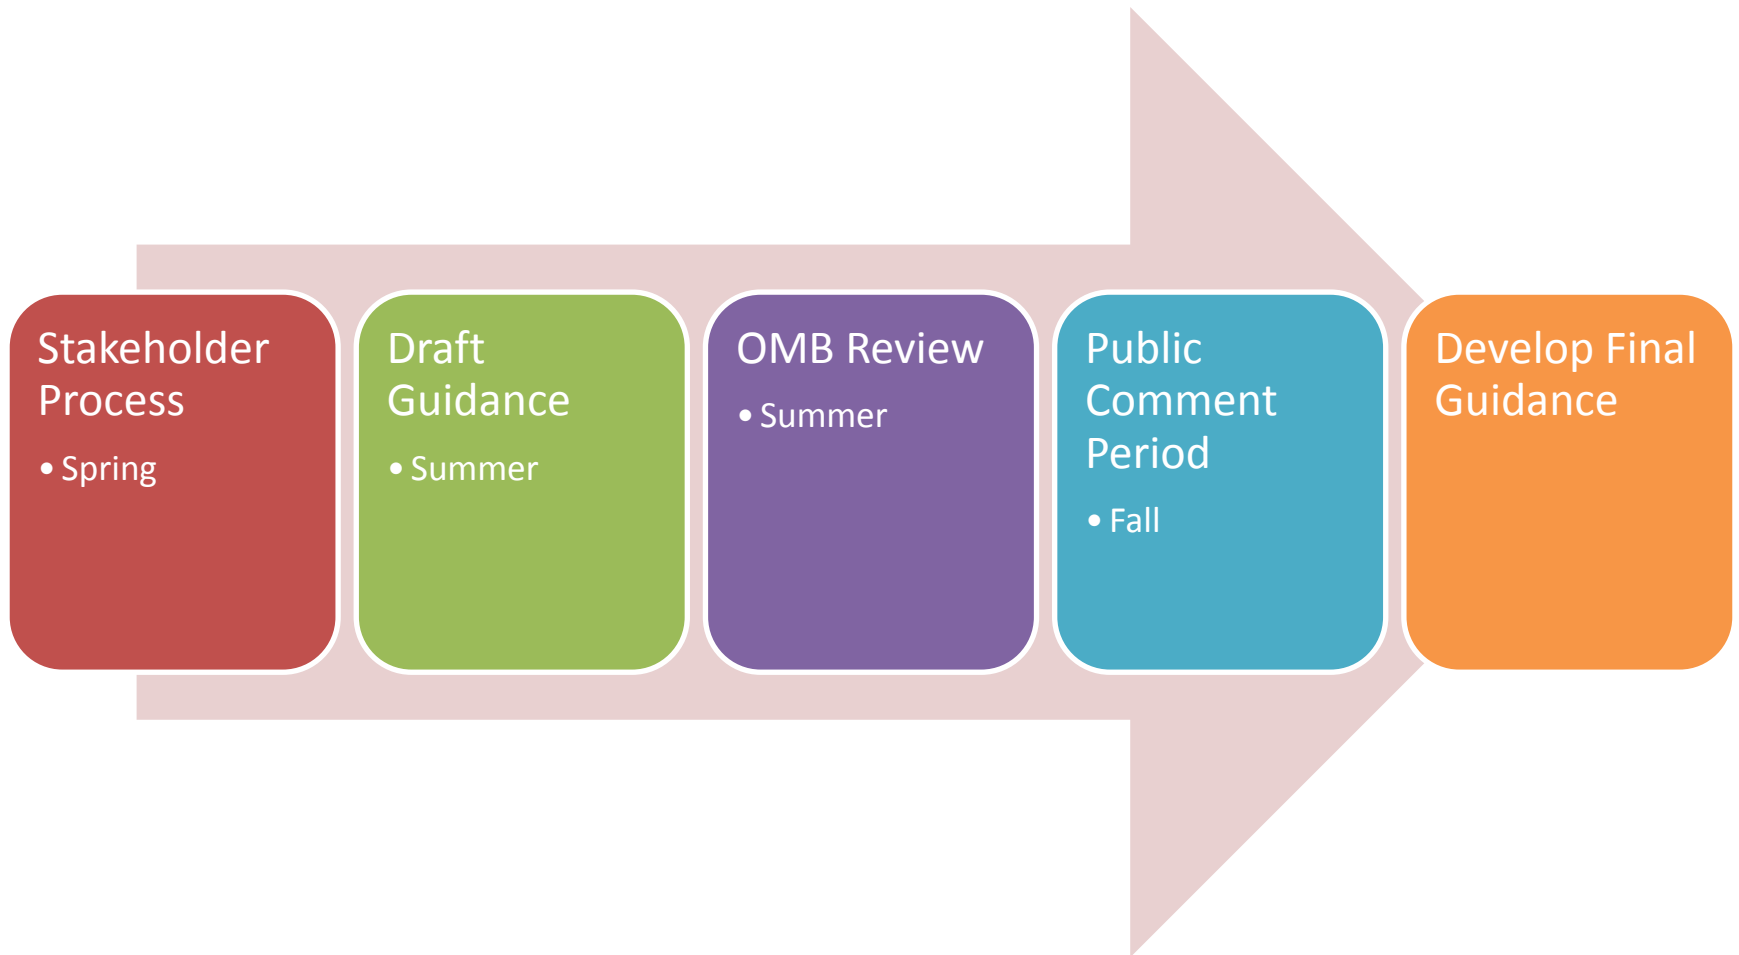 Stakeholder
Process
• Spring
Draft
Guidance
• Summer
OMB Review
• Summer
Public
Comment
Period
• Fall
Develop Final
Guidance